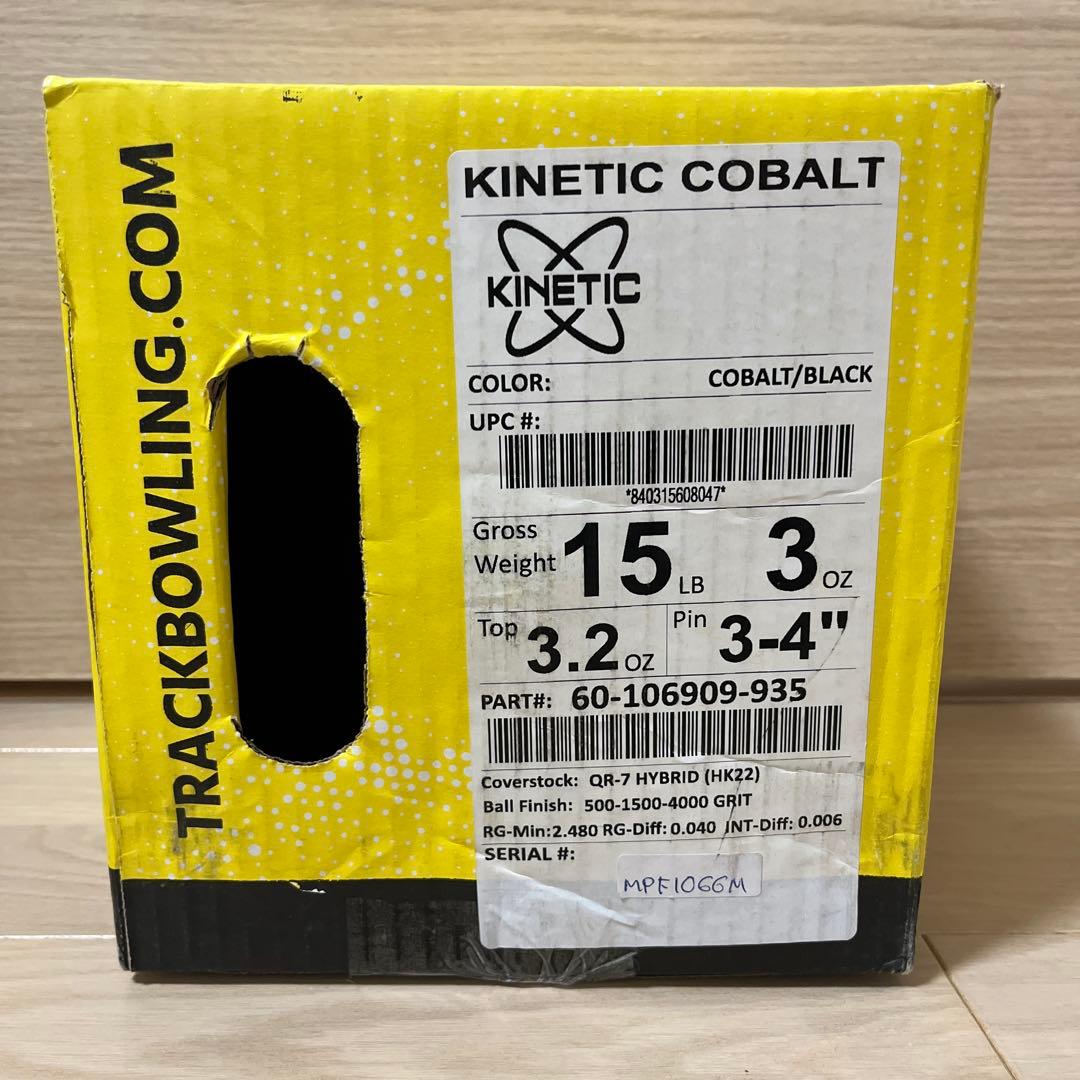 TRACKBOWLING.COM
KINETIC COBALT
KINETIC
COLOR: COBALT/BLACK
UPC #:
*840315608047*
Gross Weight 15 LB 3 OZ
Top 3.2 OZ Pin 3-4"
PART#: 60-106909-935
Coverstock: QR-7 HYBRID (HK22)
Ball Finish: 500-1500-4000 GRIT
RG-Min:2.480 RG-Diff: 0.040 INT-Diff: 0.006
SERIAL #:
MPF1066M